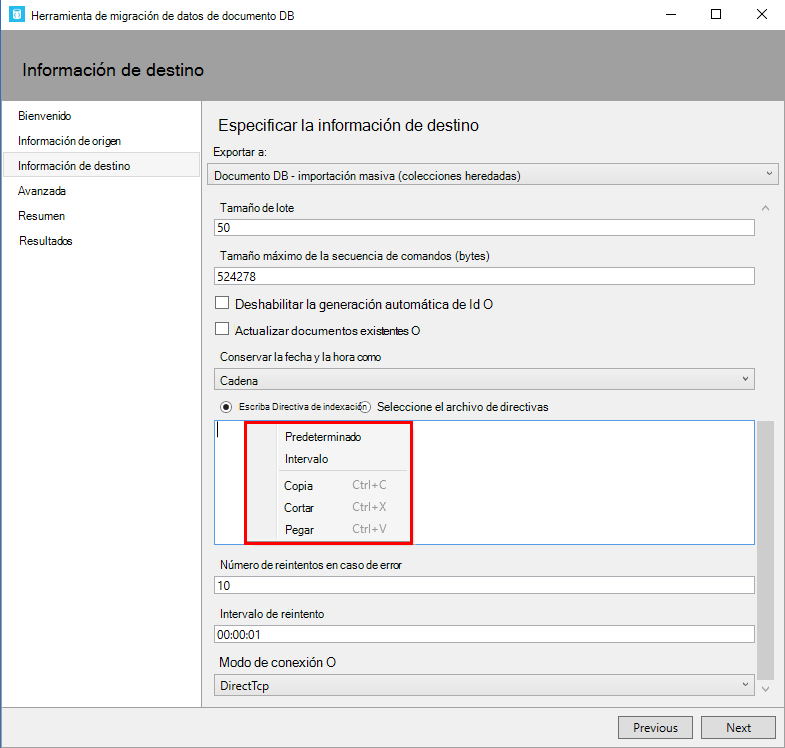 Herramienta de migración de datos de documento DB
Información de destino
Bienvenido
Información de origen
Información de destino
Avanzada
Resumen
Resultados
Especificar la información de destino
Exportar a:
Documento DB - importación masiva (colecciones heredadas)
Tamaño de lote
50
Tamaño máximo de la secuencia de comandos (bytes)
524278
Deshabilitar la generación automática de Id O
Actualizar documentos existentes O
Conservar la fecha y la hora como
Cadena
Escriba Directiva de indexación Seleccione el archivo de directivas
Predeterminado
Intervalo
Copia Ctrl+C
Cortar Ctrl+X
Pegar Ctrl+V
Número de reintentos en caso de error
10
Intervalo de reintento
00:00:01
Modo de conexión O
DirectTcp
Previous Next